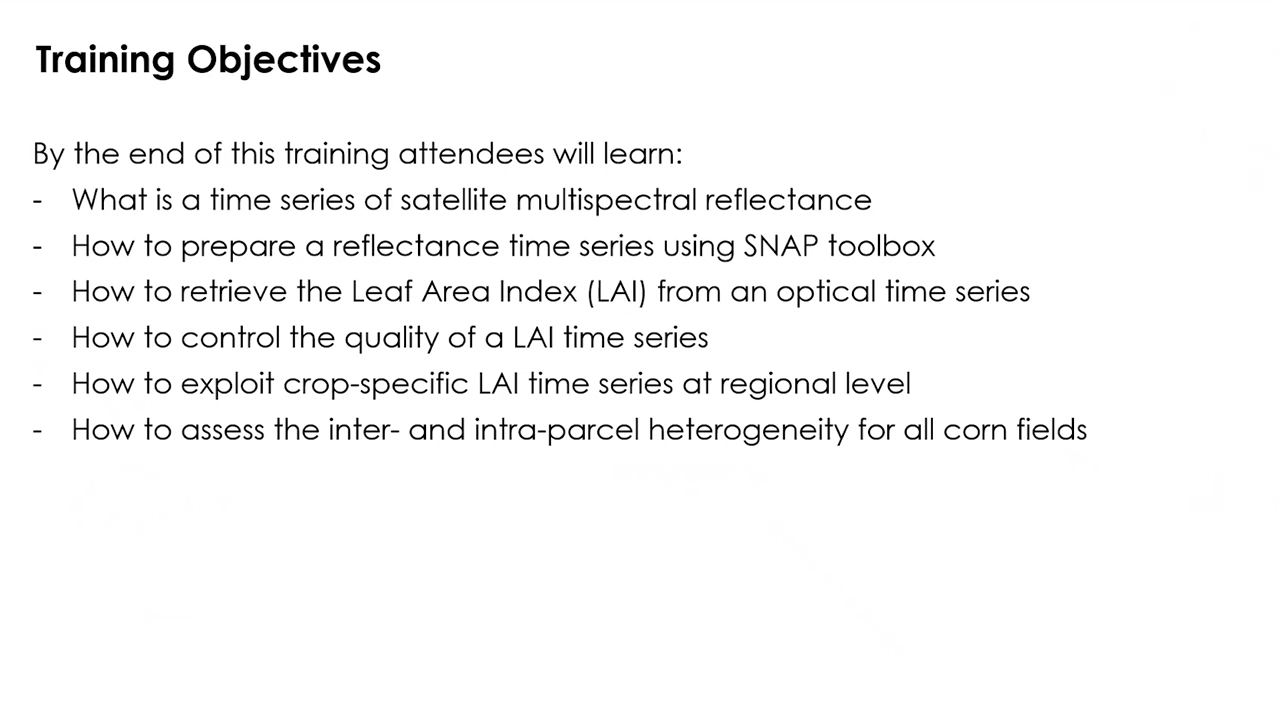 Training Objectives
By the end of this training attendees will learn:
- What is a time series of satellite multispectral reflectance
- How to prepare a reflectance time series using SNAP toolbox
- How to retrieve the Leaf Area Index (LAI) from an optical time series
- How to control the quality of a LAI time series
- How to exploit crop-specific LAI time series at regional level
- How to assess the inter- and intra-parcel heterogeneity for all corn fields